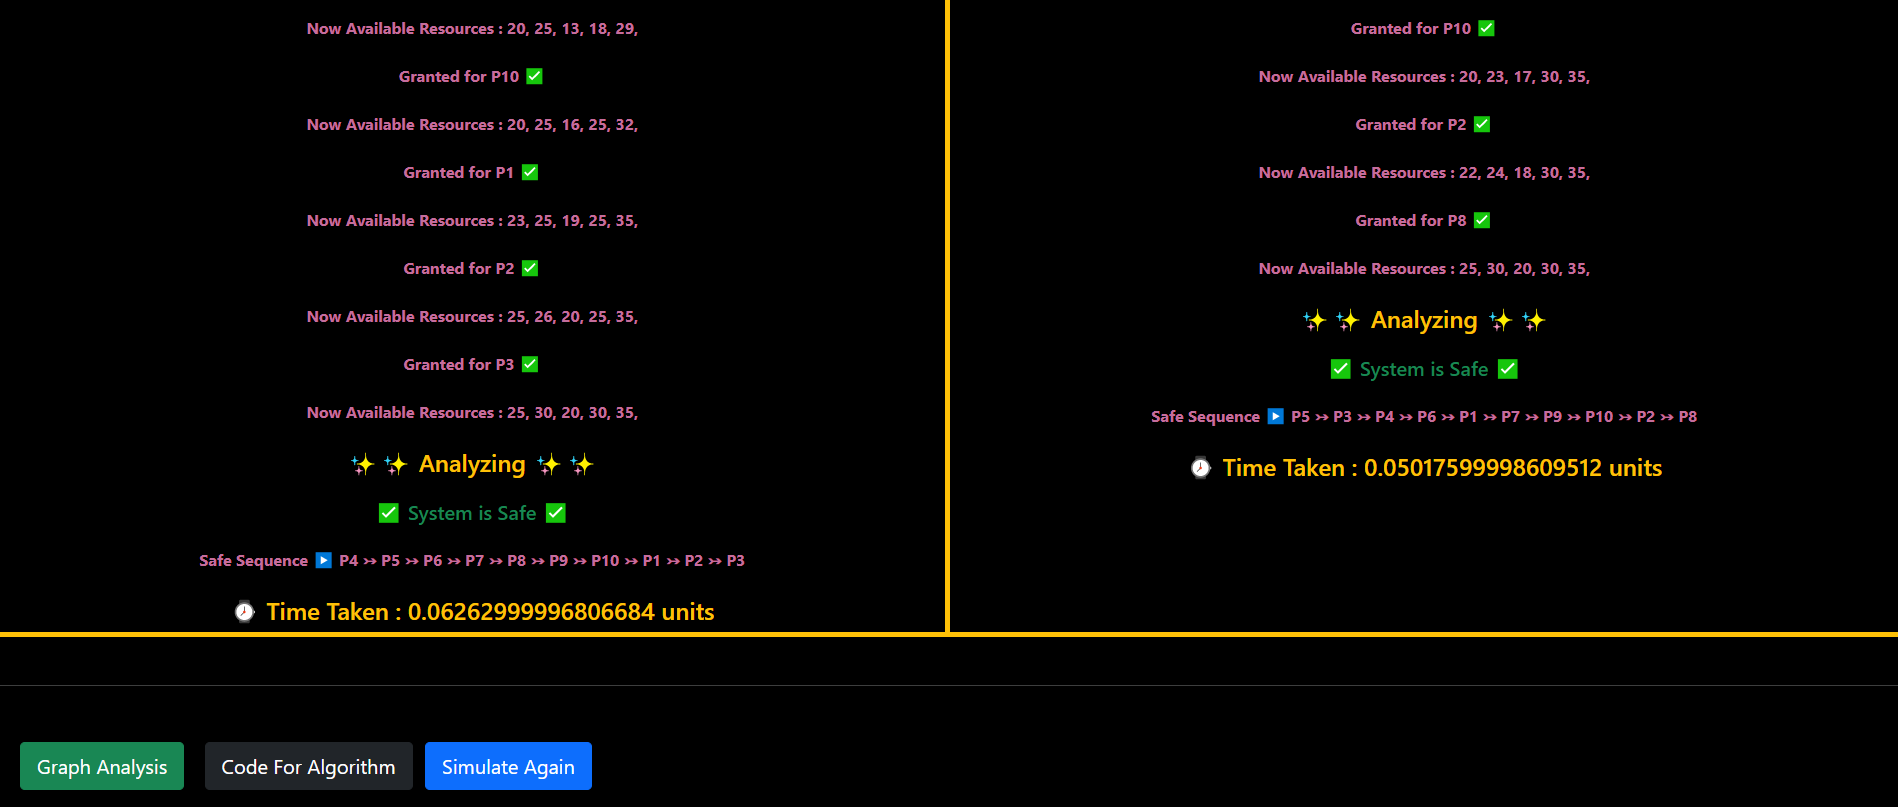 Now Available Resources : 20, 25, 13, 18, 29,
Granted for P10 ✅
Now Available Resources : 20, 25, 16, 25, 32,
Granted for P1 ✅
Now Available Resources : 23, 25, 19, 25, 35,
Granted for P2 ✅
Now Available Resources : 25, 26, 20, 25, 35,
Granted for P3 ✅
Now Available Resources : 25, 30, 20, 30, 35,
✨ ✨ Analyzing ✨ ✨
✅ System is Safe ✅
Safe Sequence ▶️ P4 ↣ P5 ↣ P6 ↣ P7 ↣ P8 ↣ P9 ↣ P10 ↣ P1 ↣ P2 ↣ P3
⌚ Time Taken : 0.06262999996806684 units
Granted for P10 ✅
Now Available Resources : 20, 23, 17, 30, 35,
Granted for P2 ✅
Now Available Resources : 22, 24, 18, 30, 35,
Granted for P8 ✅
Now Available Resources : 25, 30, 20, 30, 35,
✨ ✨ Analyzing ✨ ✨
✅ System is Safe ✅
Safe Sequence ▶️ P5 ↣ P3 ↣ P4 ↣ P6 ↣ P1 ↣ P7 ↣ P9 ↣ P10 ↣ P2 ↣ P8
⌚ Time Taken : 0.05017599998609512 units
Graph Analysis
Code For Algorithm
Simulate Again